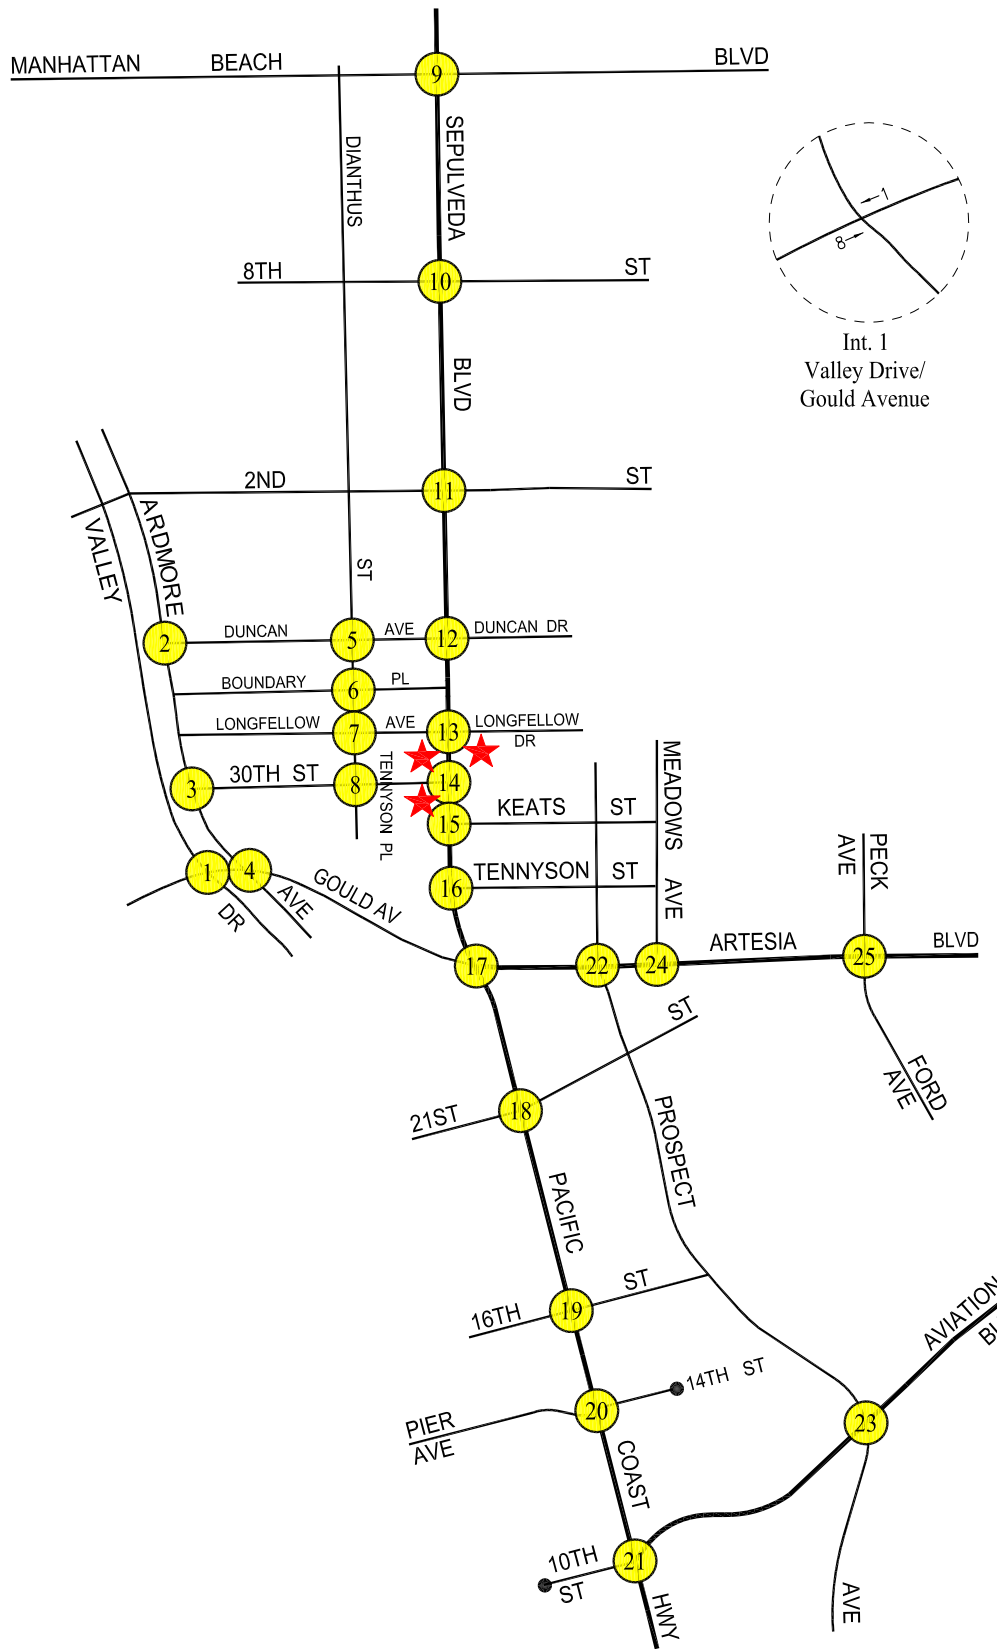 MANHATTAN BEACH BLVD
9
SEPULVEDA
DIANTHUS
1
8
Int. 1
Valley Drive/
Gould Avenue
8TH ST
10
BLVD
2ND ST
11
VALLEY
ARDMORE
ST
2
DUNCAN
5
AVE
12
DUNCAN DR
BOUNDARY
6
PL
LONGFELLOW
7
AVE
13
LONGFELLOW
DR
3
30TH ST
8
TENNYSON PL
14
15
KEATS ST
MEADOWS
AVE
16
TENNYSON ST
1
4
DR
AVE
GOULD AV
17
22
24
ARTESIA
25
BLVD
PECK
AVE
FORD
AVE
21ST
18
ST
PROSPECT
PACIFIC
16TH
19
ST
AVIATION
PIER
AVE
20
14TH ST
COAST
23
10TH
ST
21
HWY
AVE